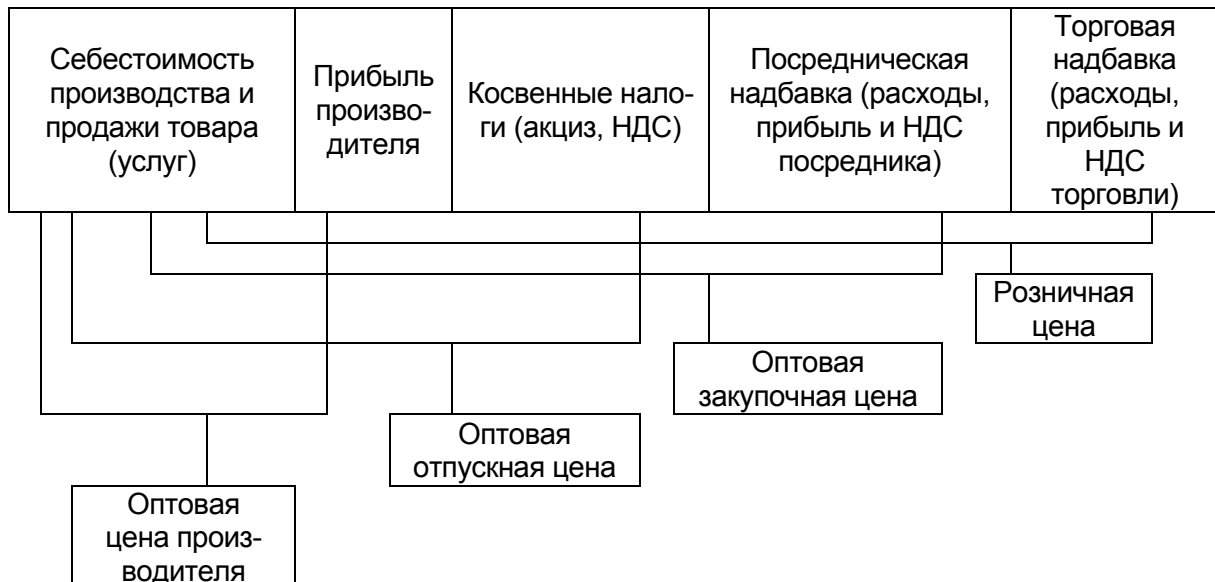 Себестоимость
производства и
продажи товара
(услуг)
Прибыль
произво-
дителя
Косвенные нало-
ги (акциз, НДС)
Посредническая
надбавка (расходы,
прибыль и НДС
посредника)
Торговая
надбавка
(расходы,
прибыль и
НДС
торговли)
Розничная
цена
Оптовая
закупочная цена
Оптовая
отпускная цена
Оптовая
цена произ-
водителя